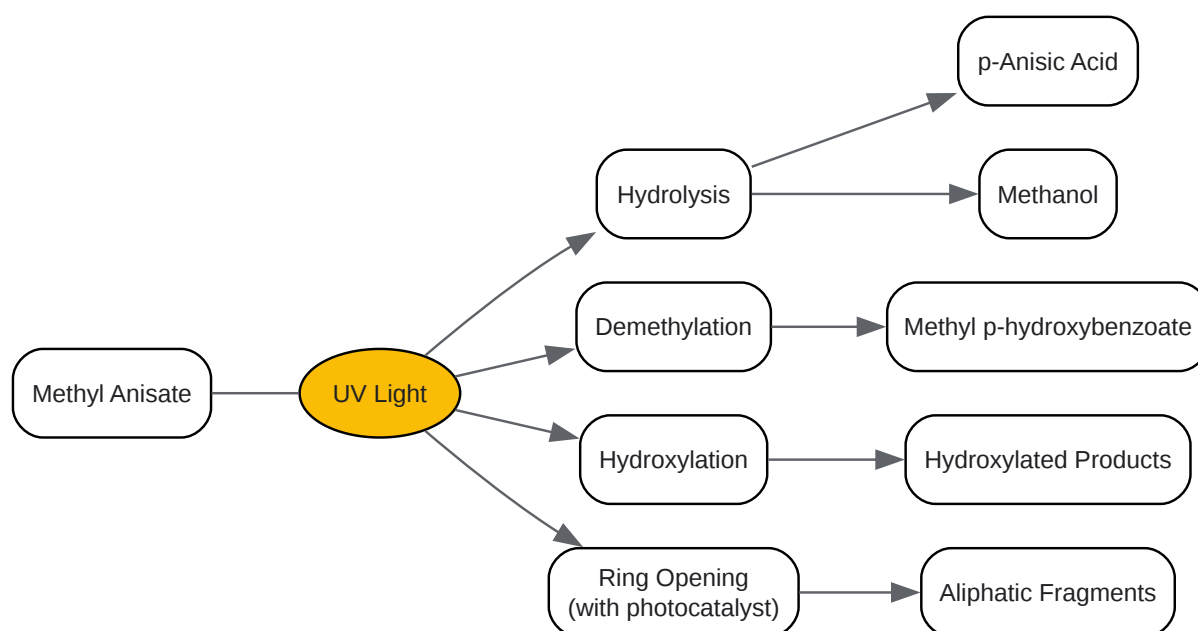 p-Anisic Acid
Hydrolysis
Methanol
Demethylation
Methyl p-hydroxybenzoate
Methyl Anisate
UV Light
Hydroxylation
Hydroxylated Products
Ring Opening
(with photocatalyst)
Aliphatic Fragments